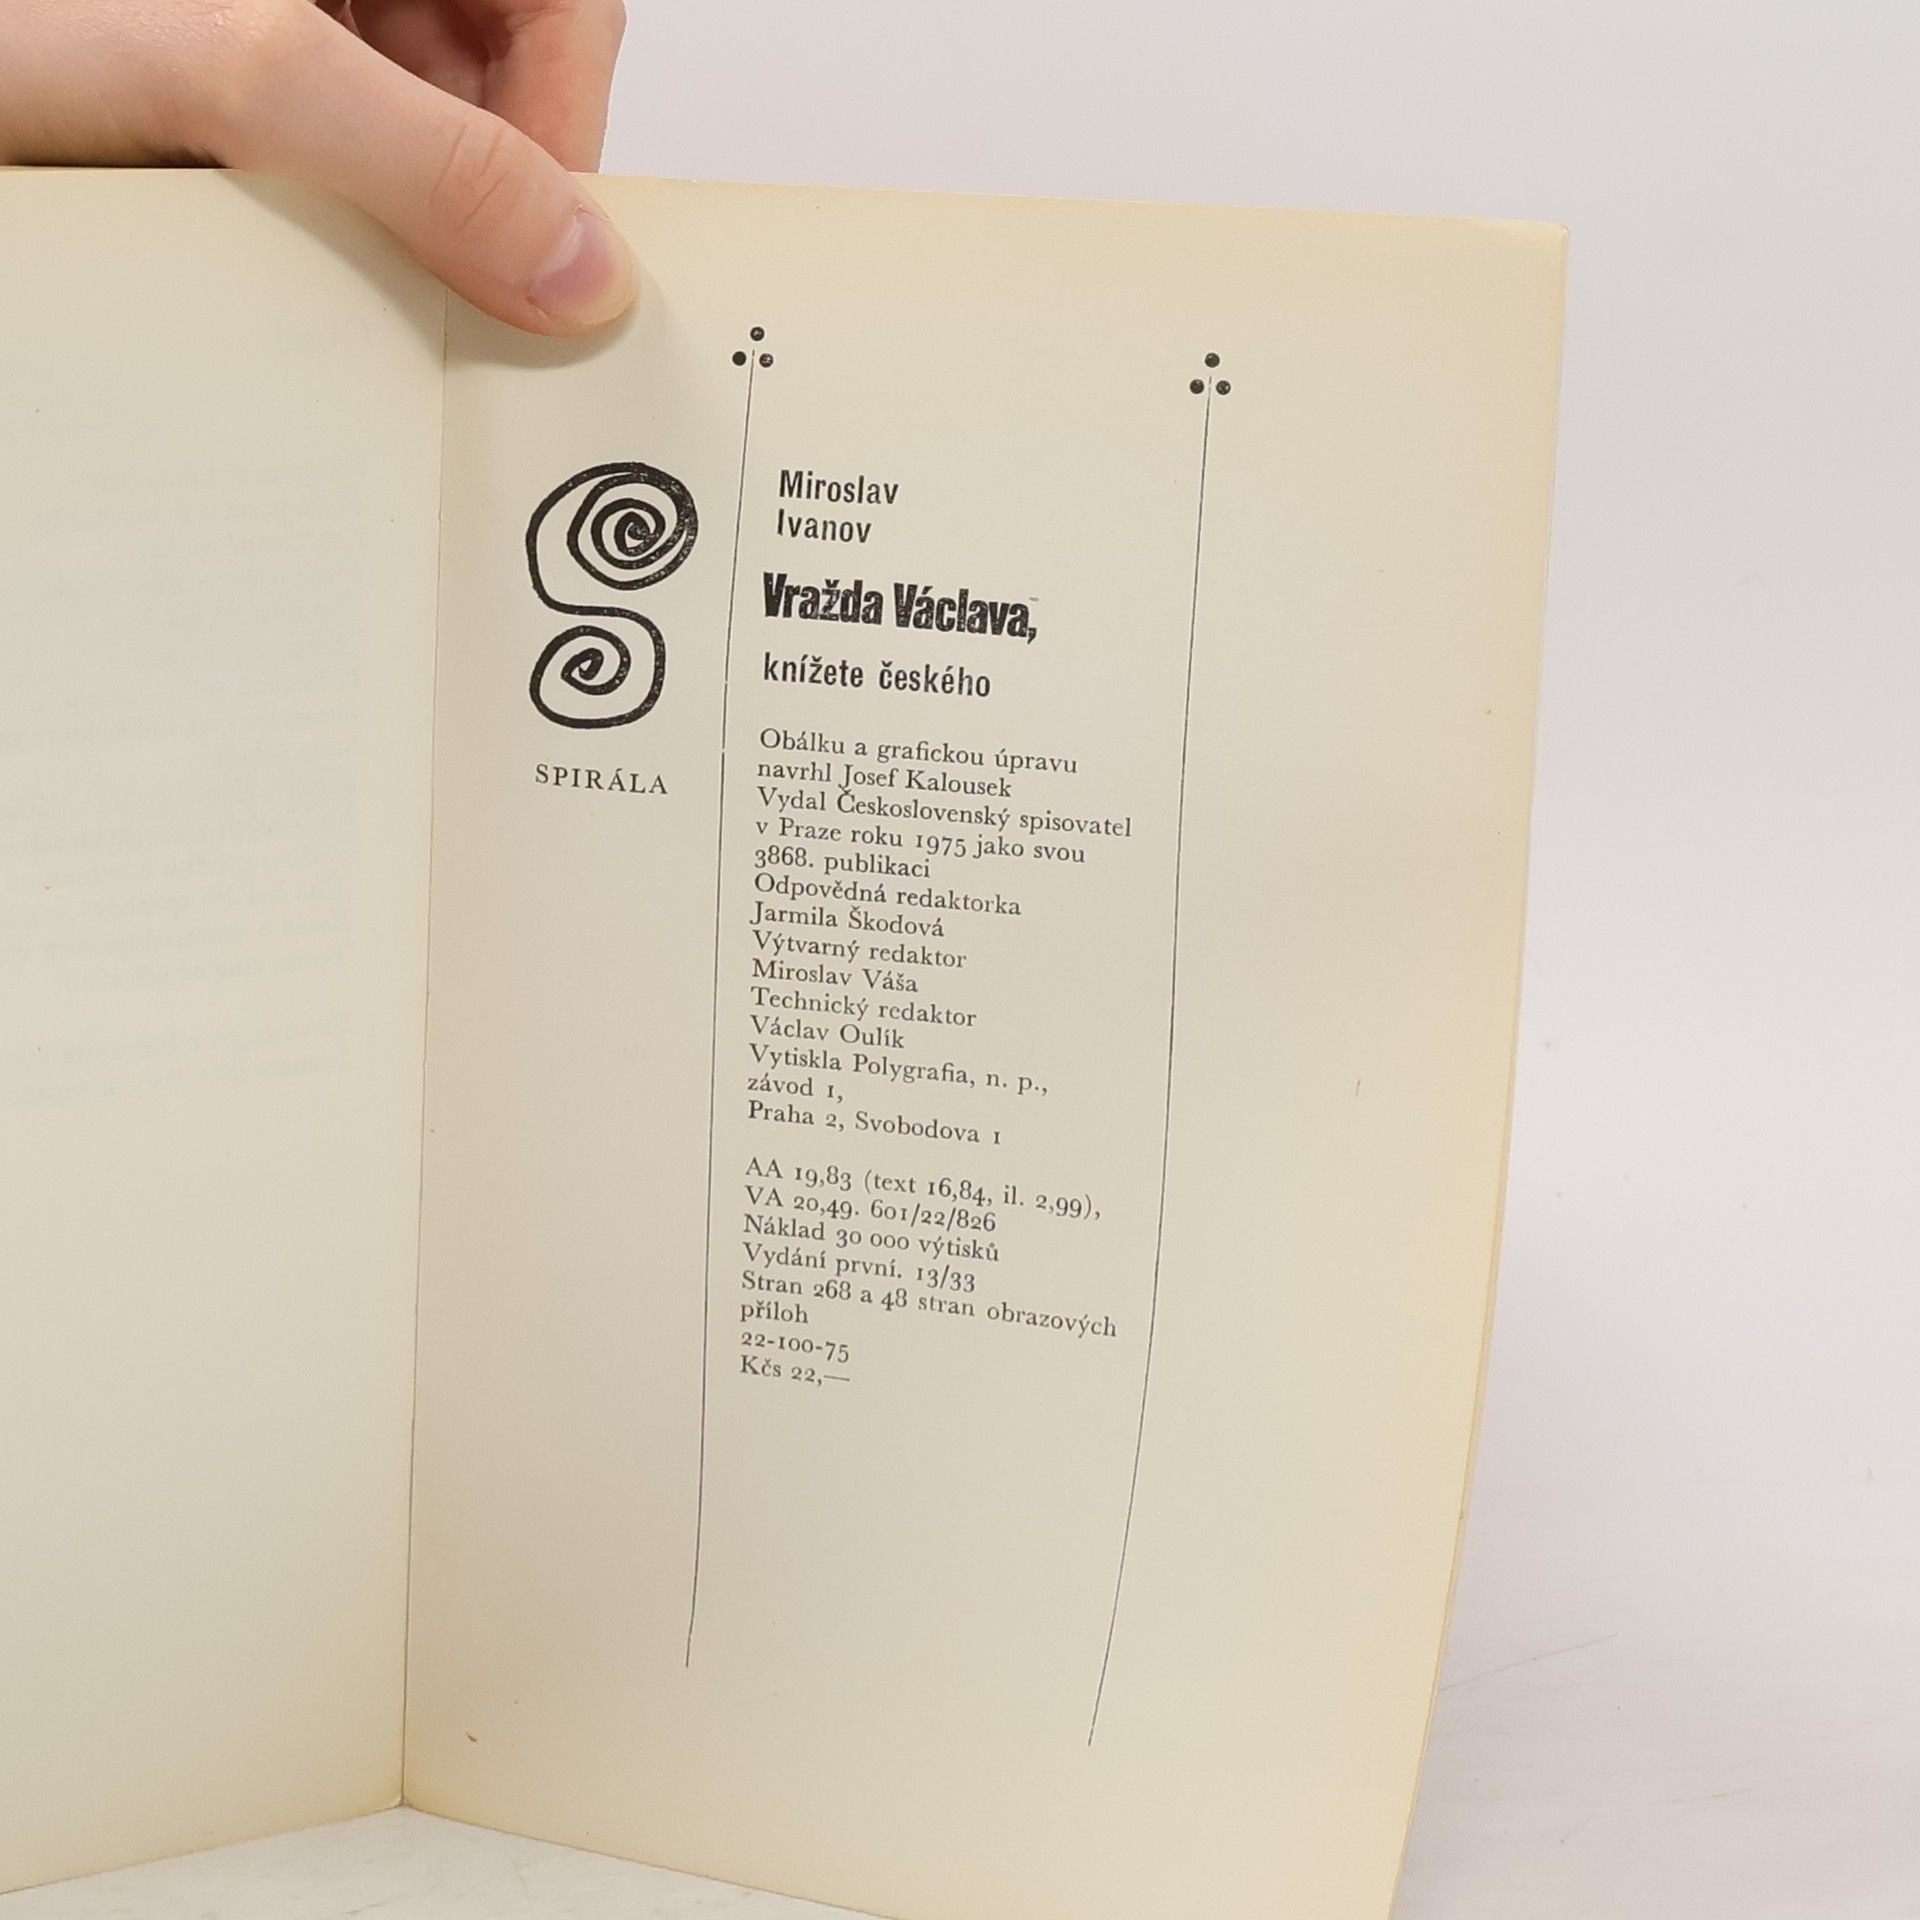 SPIRÁLA
Miroslav
Ivanov
Vražda Václava,
knížete českého
Obálku a grafickou úpravu
navrhl Josef Kalousek
Vydal Československý spisovatel
v Praze roku 1975 jako svou
3868. publikaci
Odpovědná redaktorka
Jarmila Škodová
Výtvarný redaktor
Miroslav Váša
Technický redaktor
Václav Oulík
Vytiskla Polygrafia, n. p.,
závod 1,
Praha 2, Svobodova 1
AA 19,83 (text 16,84, il. 2,99),
VA 20,49. 601/22/826
Náklad 30 000 výtisků
Vydání první. 13/33
Stran 268 a 48 stran obrazových
příloh
22-100-75
Kčs 22,—